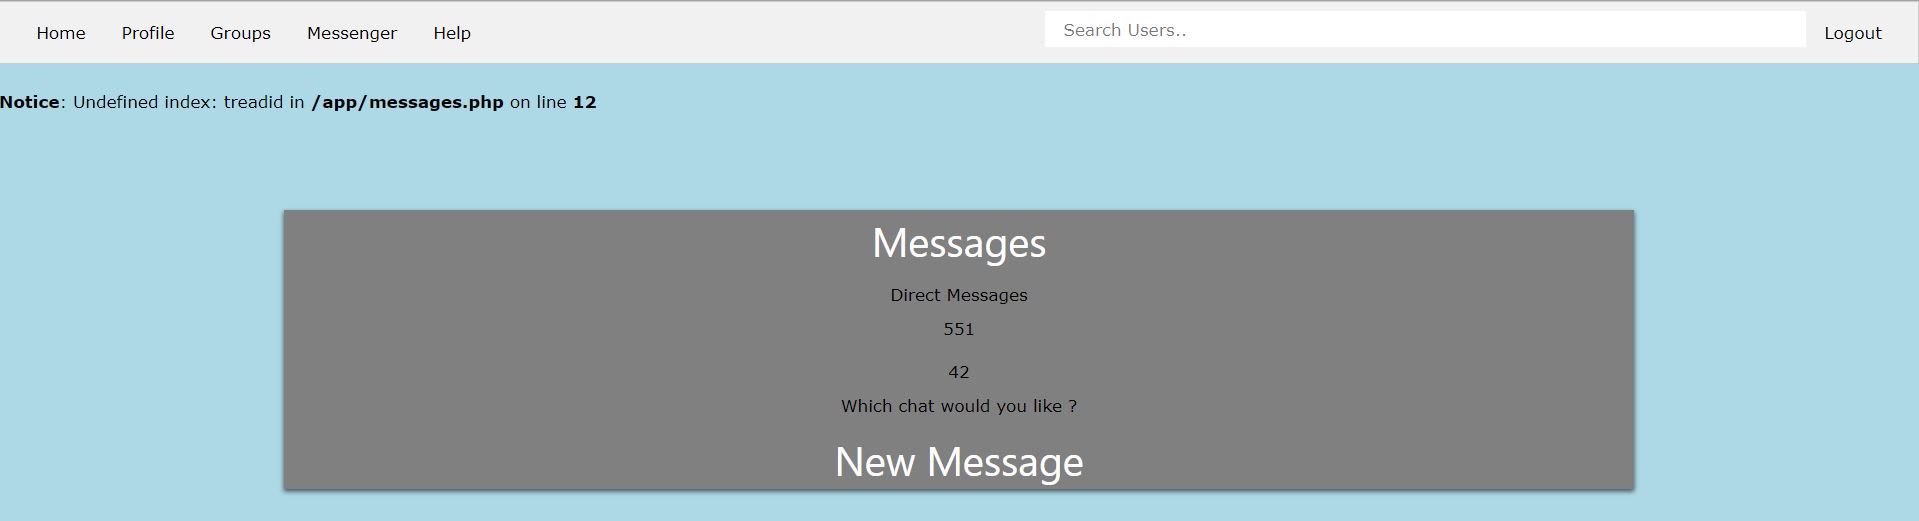 Home Profile Groups Messenger Help Search Users.. Logout
Notice: Undefined index: treadid in /app/messages.php on line 12
Messages
Direct Messages
551
42
Which chat would you like ?
New Message